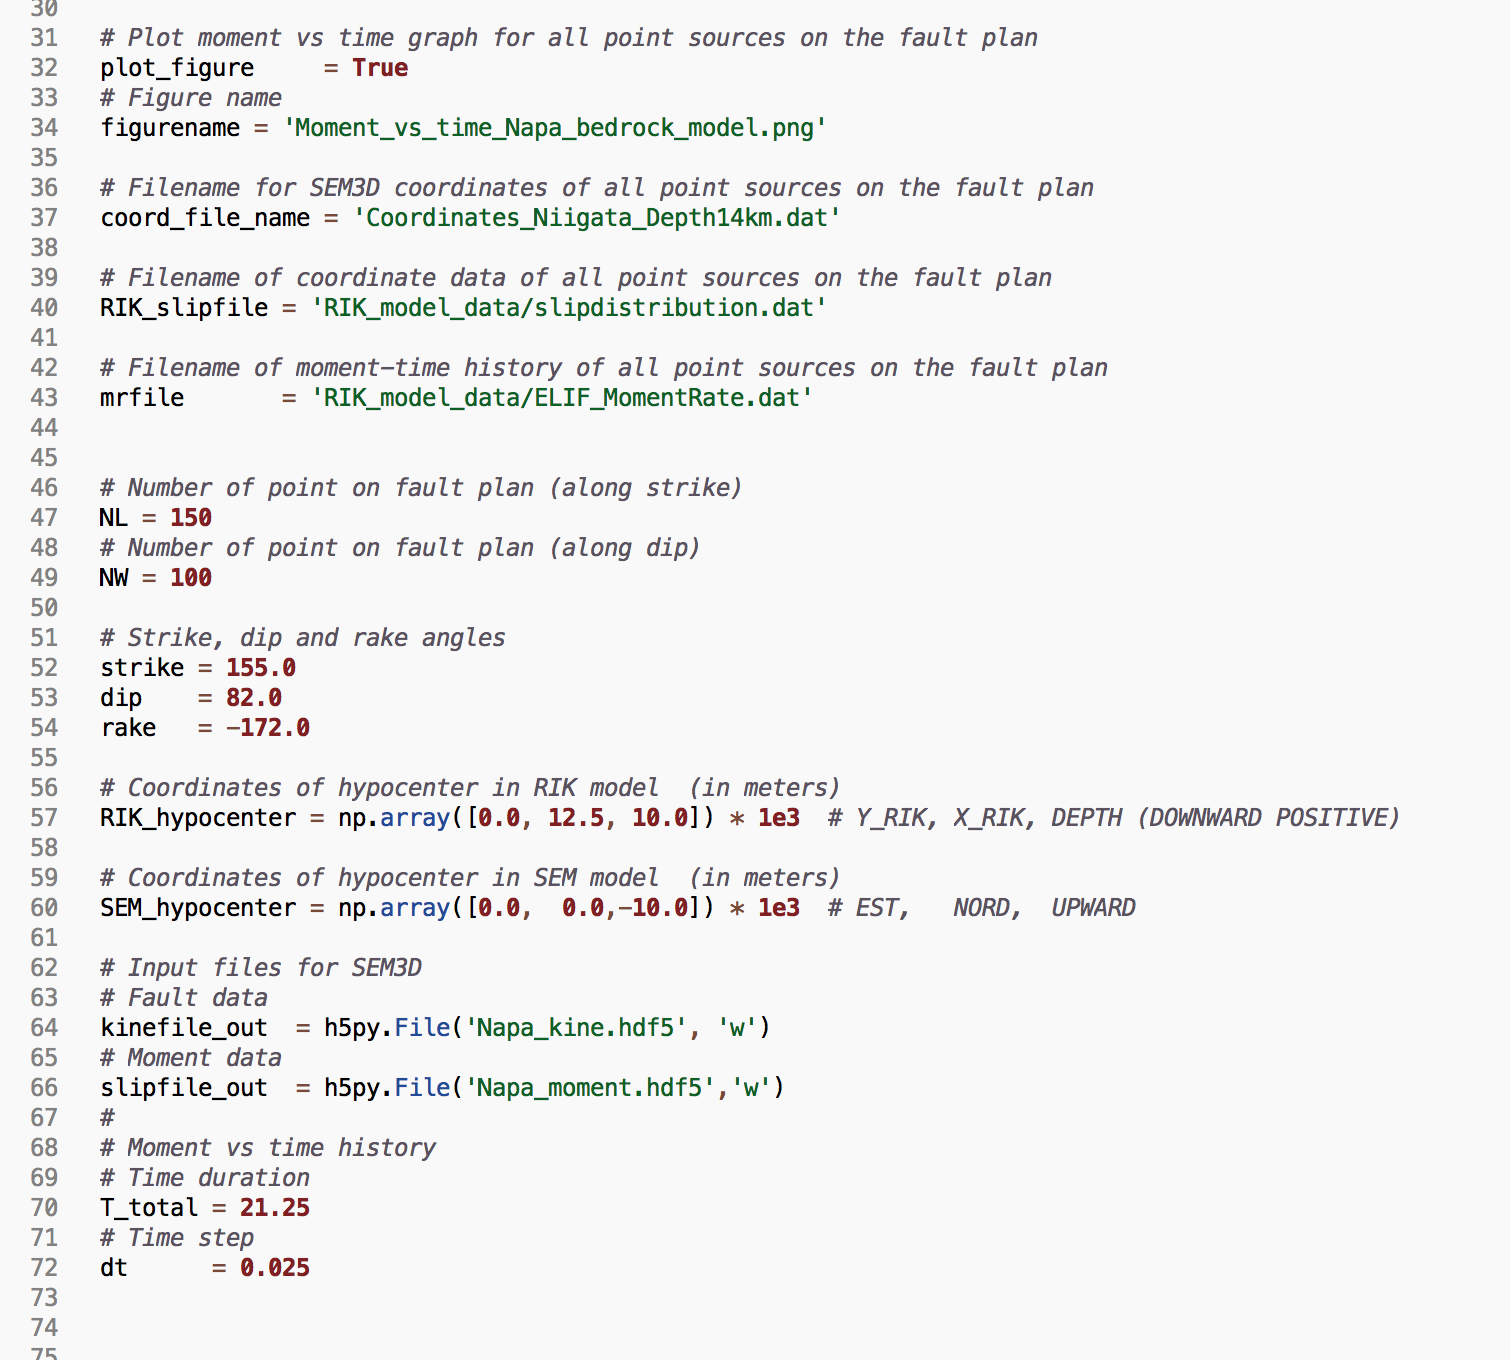 30
31 # Plot moment vs time graph for all point sources on the fault plan
32 plot_figure     = True
33 # Figure name
34 figurename = 'Moment_vs_time_Napa_bedrock_model.png'
35
36 # Filename for SEM3D coordinates of all point sources on the fault plan
37 coord_file_name = 'Coordinates_Niigata_Depth14km.dat'
38
39 # Filename of coordinate data of all point sources on the fault plan
40 RIK_slipfile = 'RIK_model_data/slipdistribution.dat'
41
42 # Filename of moment-time history of all point sources on the fault plan
43 mrfile       = 'RIK_model_data/ELIF_MomentRate.dat'
44
45
46 # Number of point on fault plan (along strike)
47 NL = 150
48 # Number of point on fault plan (along dip)
49 NW = 100
50
51 # Strike, dip and rake angles
52 strike = 155.0
53 dip    = 82.0
54 rake   = -172.0
55
56 # Coordinates of hypocenter in RIK model  (in meters)
57 RIK_hypocenter = np.array([0.0, 12.5, 10.0]) * 1e3  # Y_RIK, X_RIK, DEPTH (DOWNWARD POSITIVE)
58
59 # Coordinates of hypocenter in SEM model  (in meters)
60 SEM_hypocenter = np.array([0.0,  0.0,-10.0]) * 1e3  # EST,   NORD,  UPWARD
61
62 # Input files for SEM3D
63 # Fault data
64 kinefile_out  = h5py.File('Napa_kine.hdf5', 'w')
65 # Moment data
66 slipfile_out  = h5py.File('Napa_moment.hdf5','w')
67 #
68 # Moment vs time history
69 # Time duration
70 T_total = 21.25
71 # Time step
72 dt      = 0.025
73
74
75